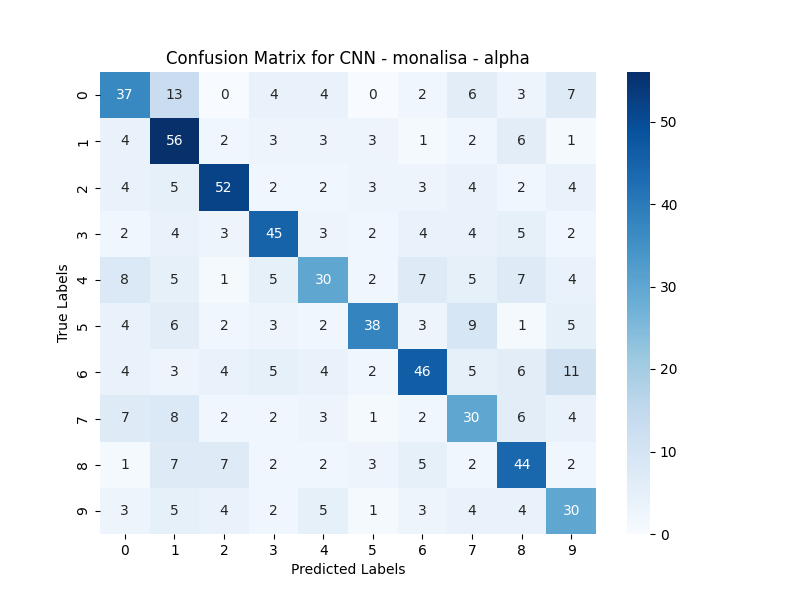 Confusion Matrix for CNN - monalisa - alpha
0 37 13 0 4 4 0 2 6 3 7
1 4 56 2 3 3 3 1 2 6 1
2 4 5 52 2 2 3 3 4 2 4
3 2 4 3 45 3 2 4 4 5 2
4 8 5 1 5 30 2 7 5 7 4
5 4 6 2 3 2 38 3 9 1 5
6 4 3 4 5 4 2 46 5 6 11
7 7 8 2 2 3 1 2 30 6 4
8 1 7 7 2 2 3 5 2 44 2
9 3 5 4 2 5 1 3 4 4 30
0 1 2 3 4 5 6 7 8 9
Predicted Labels
True Labels
50
40
30
20
10
0